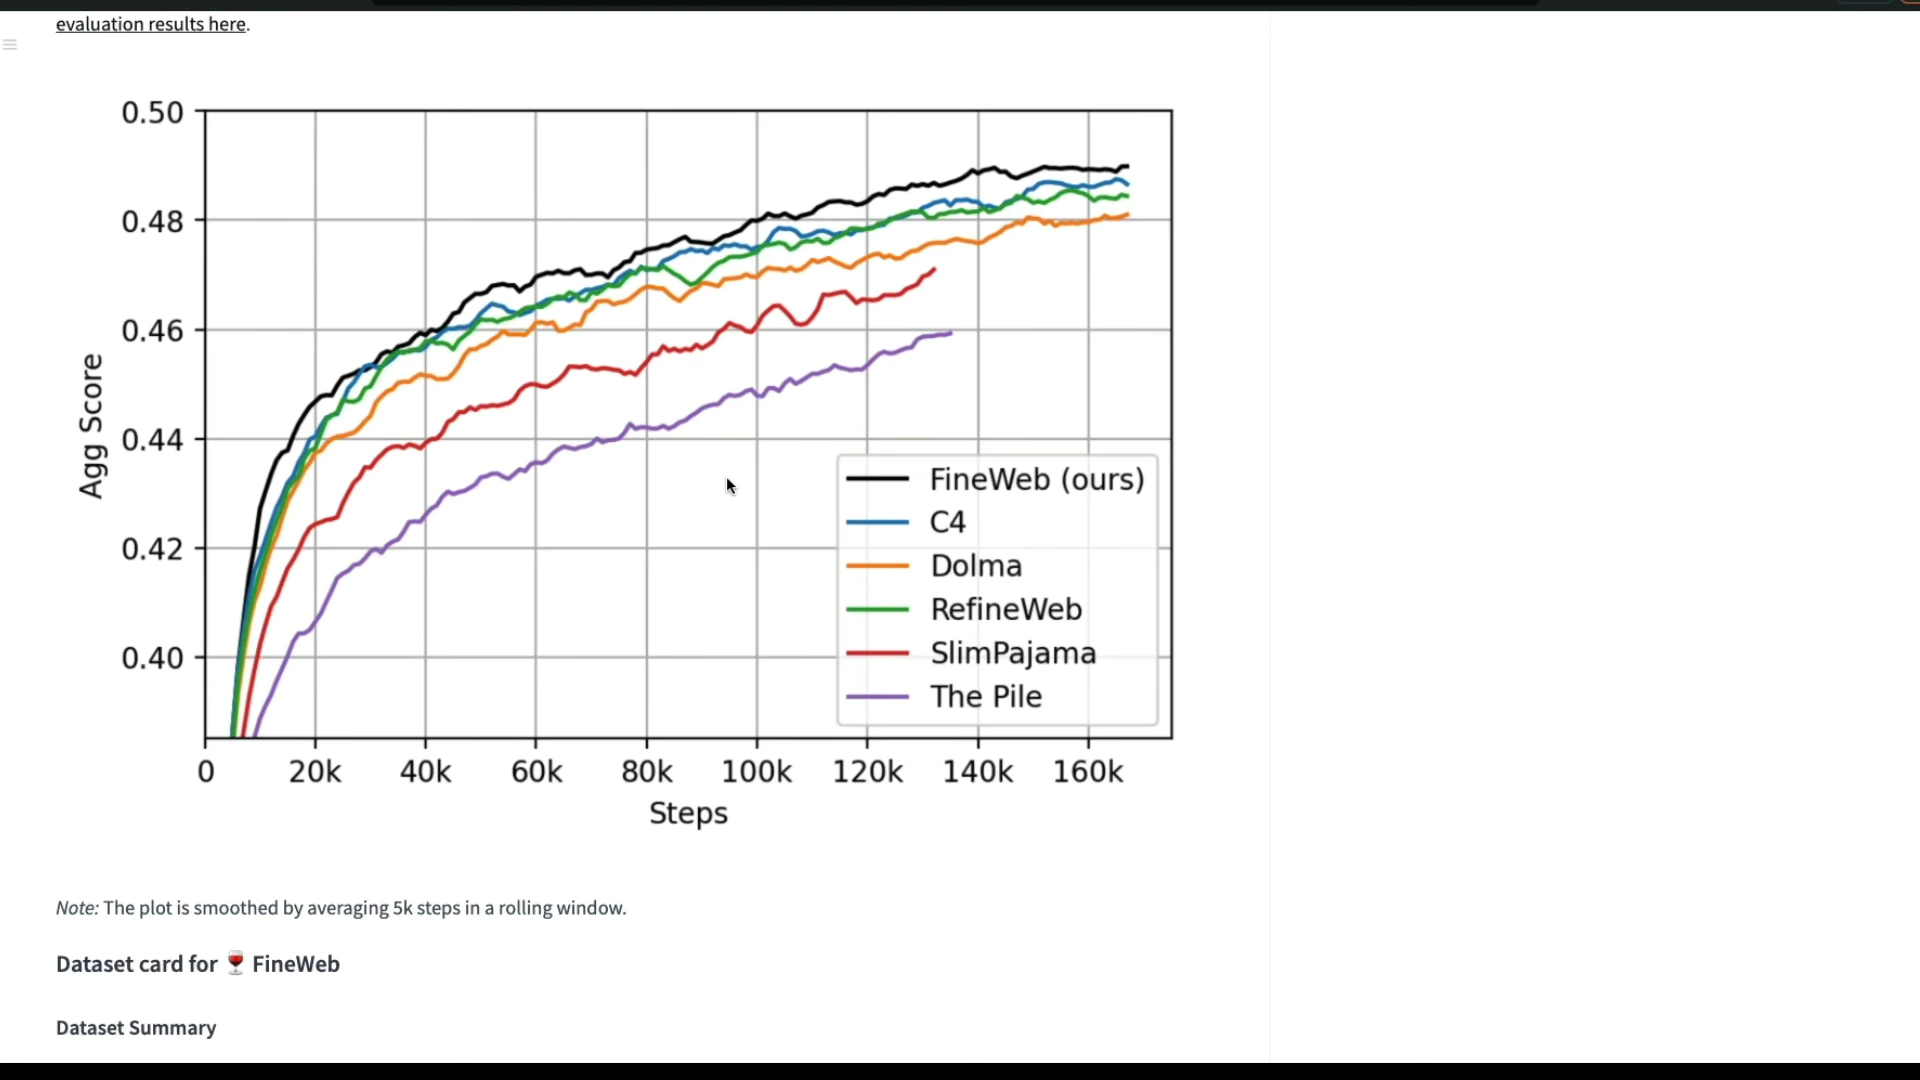 evaluation results here.
0.50
0.48
0.46
0.44
0.42
0.40
Agg Score
FineWeb (ours)
C4
Dolma
RefineWeb
SlimPajama
The Pile
0 20k 40k 60k 80k 100k 120k 140k 160k
Steps
Note: The plot is smoothed by averaging 5k steps in a rolling window.
Dataset card for 🍷 FineWeb
Dataset Summary